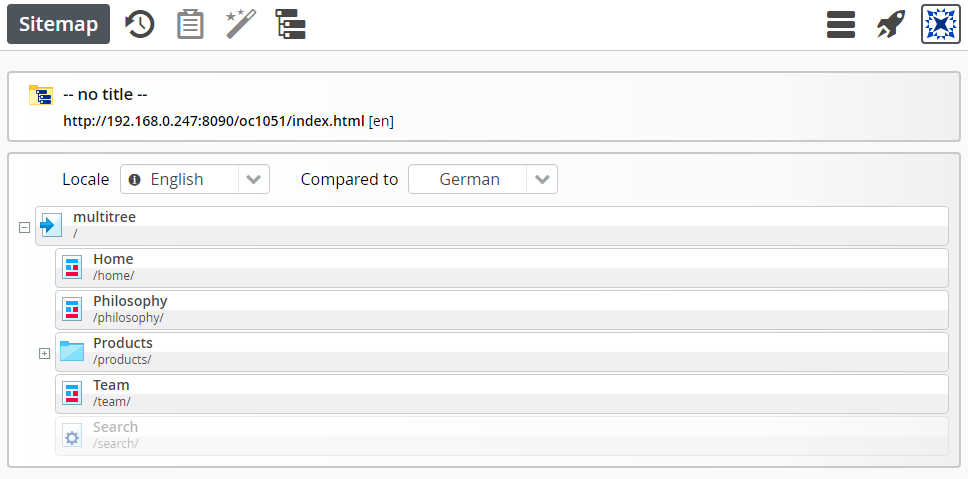 Sitemap
-- no title --
http://192.168.0.247:8090/oc1051/index.html [en]
Locale English Compared to German
multitree
/
Home
/home/
Philosophy
/philosophy/
Products
/products/
Team
/team/
Search
/search/